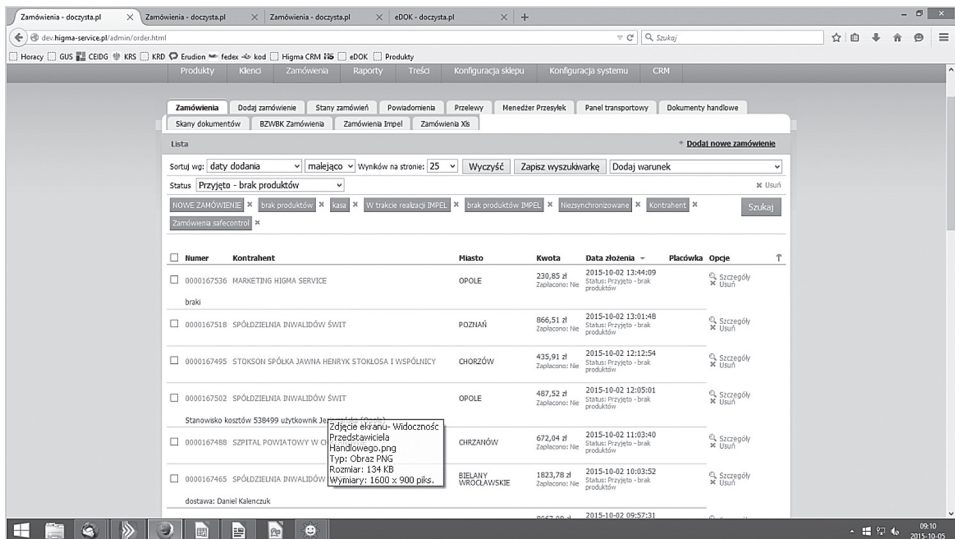 Zamówienia - doczysta.pl × Zamówienia - doczysta.pl × Zamówienia - doczysta.pl × eDOK - doczysta.pl × +
dev.higma-service.pl/admin/order.html Szukaj
Horacy GUS CEIDG KRS KRD Erudion fedex kod Higma CRM eDOK Produkty
Produkty Klienci Zamówienia Raporty Treści Konfiguracja sklepu Konfiguracja systemu CRM
Zamówienia Dodaj zamówienie Stany zamówień Powiadomienia Przelewy Menedżer Przesyłek Panel transportowy Dokumenty handlowe
Skany dokumentów BZWBK Zamówienia Zamówienia Impel Zamówienia Xls
Lista + Dodaj nowe zamówienie
Sortuj wg: daty dodania malejąco Wyników na stronie: 25 Wyczyść Zapisz wyszukiwarkę Dodaj warunek
Status Przyjęto - brak produktów × Usuń
NOWE ZAMÓWIENIE × brak produktów × kasa × W trakcie realizacji IMPEL × brak produktów IMPEL × Niezsynchronizowane × Kontrahent × Szukaj
Zamówienia safecontrol ×
Numer Kontrahent Miasto Kwota Data złożenia Placówka Opcje
0000167536 MARKETING HIGMA SERVICE OPOLE 230,85 zł 2015-10-02 13:44:09 Szczegóły
Zapłacono: Nie Status: Przyjęto - brak produktów × Usuń
braki
0000167518 SPÓŁDZIELNIA INWALIDÓW ŚWIT POZNAŃ 866,51 zł 2015-10-02 13:01:48 Szczegóły
Zapłacono: Nie Status: Przyjęto - brak produktów × Usuń
0000167495 STOKSON SPÓŁKA JAWNA HENRYK STOKŁOSA I WSPÓLNICY CHORZÓW 435,91 zł 2015-10-02 12:12:54 Szczegóły
Zapłacono: Nie Status: Przyjęto - brak produktów × Usuń
0000167502 SPÓŁDZIELNIA INWALIDÓW ŚWIT OPOLE 487,52 zł 2015-10-02 12:05:01 Szczegóły
Zapłacono: Nie Status: Przyjęto - brak produktów × Usuń
Stanowisko kosztów 538499 użytkownik
Zdjęcie ekranu- Widoczność
Przedstawiciela
Handlowego.png
Typ: Obraz PNG
Rozmiar: 134 KB
Wymiary: 1600 x 900 piks.
0000167488 SZPITAL POWIATOWY W CHRZANÓW 672,04 zł 2015-10-02 11:03:40 Szczegóły
Zapłacono: Nie Status: Przyjęto - brak produktów × Usuń
0000167465 SPÓŁDZIELNIA INWALIDÓW BIELANY WROCŁAWSKIE 1823,78 zł 2015-10-02 10:03:52 Szczegóły
Zapłacono: Nie Status: Przyjęto - brak produktów × Usuń
dostawa: Daniel Kalenczuk
2015-10-02 09:57:31
09:10
2015-10-05